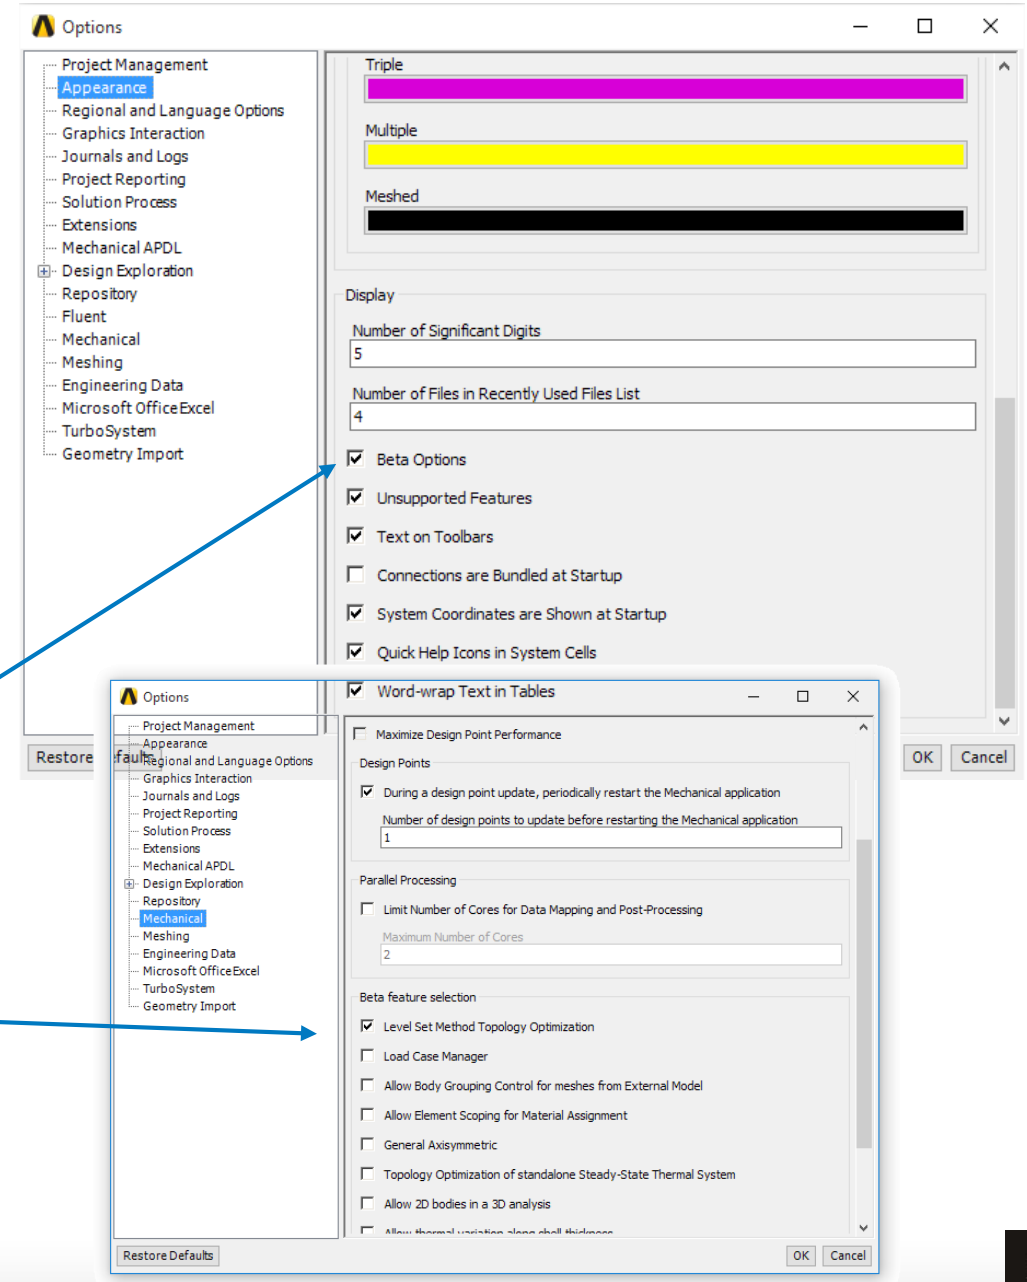 Options
Project Management
Appearance
Regional and Language Options
Graphics Interaction
Journals and Logs
Project Reporting
Solution Process
Extensions
Mechanical APDL
Design Exploration
Repository
Fluent
Mechanical
Meshing
Engineering Data
Microsoft Office Excel
TurboSystem
Geometry Import
Triple
Multiple
Meshed
Display
Number of Significant Digits
5
Number of Files in Recently Used Files List
4
Beta Options
Unsupported Features
Text on Toolbars
Connections are Bundled at Startup
System Coordinates are Shown at Startup
Quick Help Icons in System Cells
Word-wrap Text in Tables
Restore Defaults
OK
Cancel
Options
Project Management
Appearance
Regional and Language Options
Graphics Interaction
Journals and Logs
Project Reporting
Solution Process
Extensions
Mechanical APDL
Design Exploration
Repository
Mechanical
Meshing
Engineering Data
Microsoft Office Excel
TurboSystem
Geometry Import
Maximize Design Point Performance
Design Points
During a design point update, periodically restart the Mechanical application
Number of design points to update before restarting the Mechanical application
1
Parallel Processing
Limit Number of Cores for Data Mapping and Post-Processing
Maximum Number of Cores
2
Beta feature selection
Level Set Method Topology Optimization
Load Case Manager
Allow Body Grouping Control for meshes from External Model
Allow Element Scoping for Material Assignment
General Axisymmetric
Topology Optimization of standalone Steady-State Thermal System
Allow 2D bodies in a 3D analysis
Allow thermal variation along shell thickness
Restore Defaults
OK
Cancel